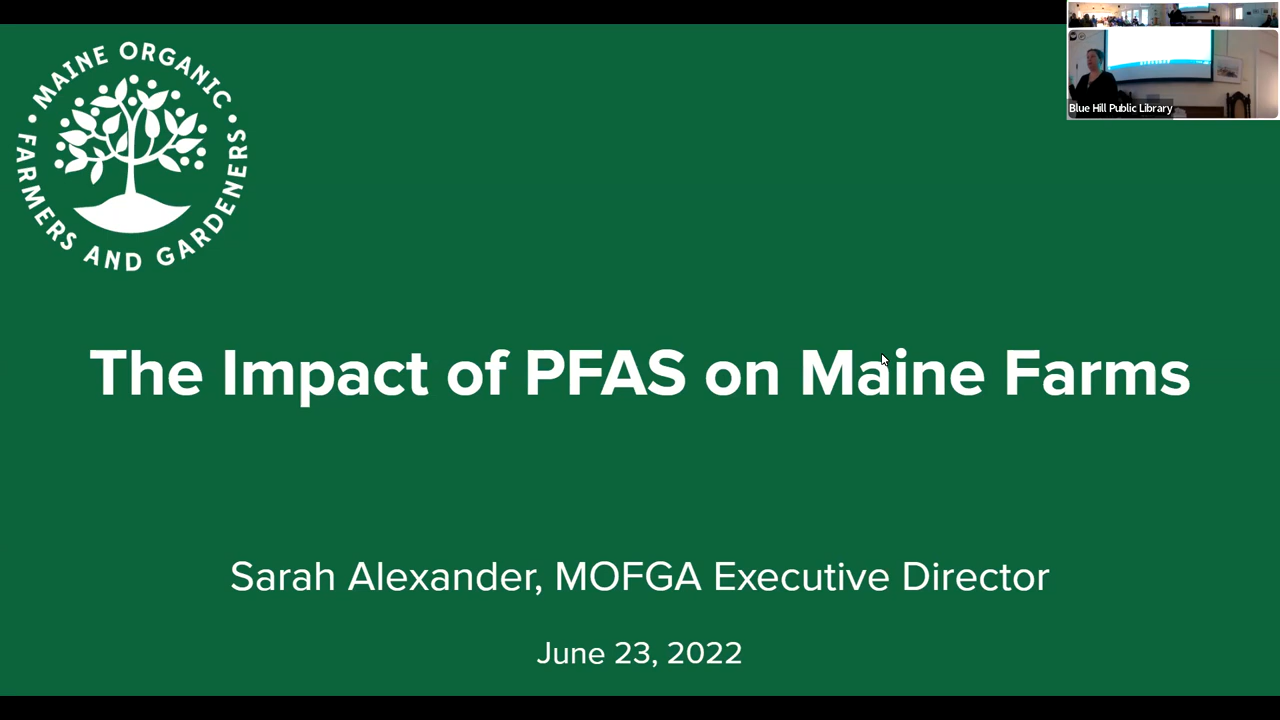 • MAINE ORGANIC •
FARMERS AND GARDENERS
Blue Hill Public Library
The Impact of PFAS on Maine Farms
Sarah Alexander, MOFGA Executive Director
June 23, 2022